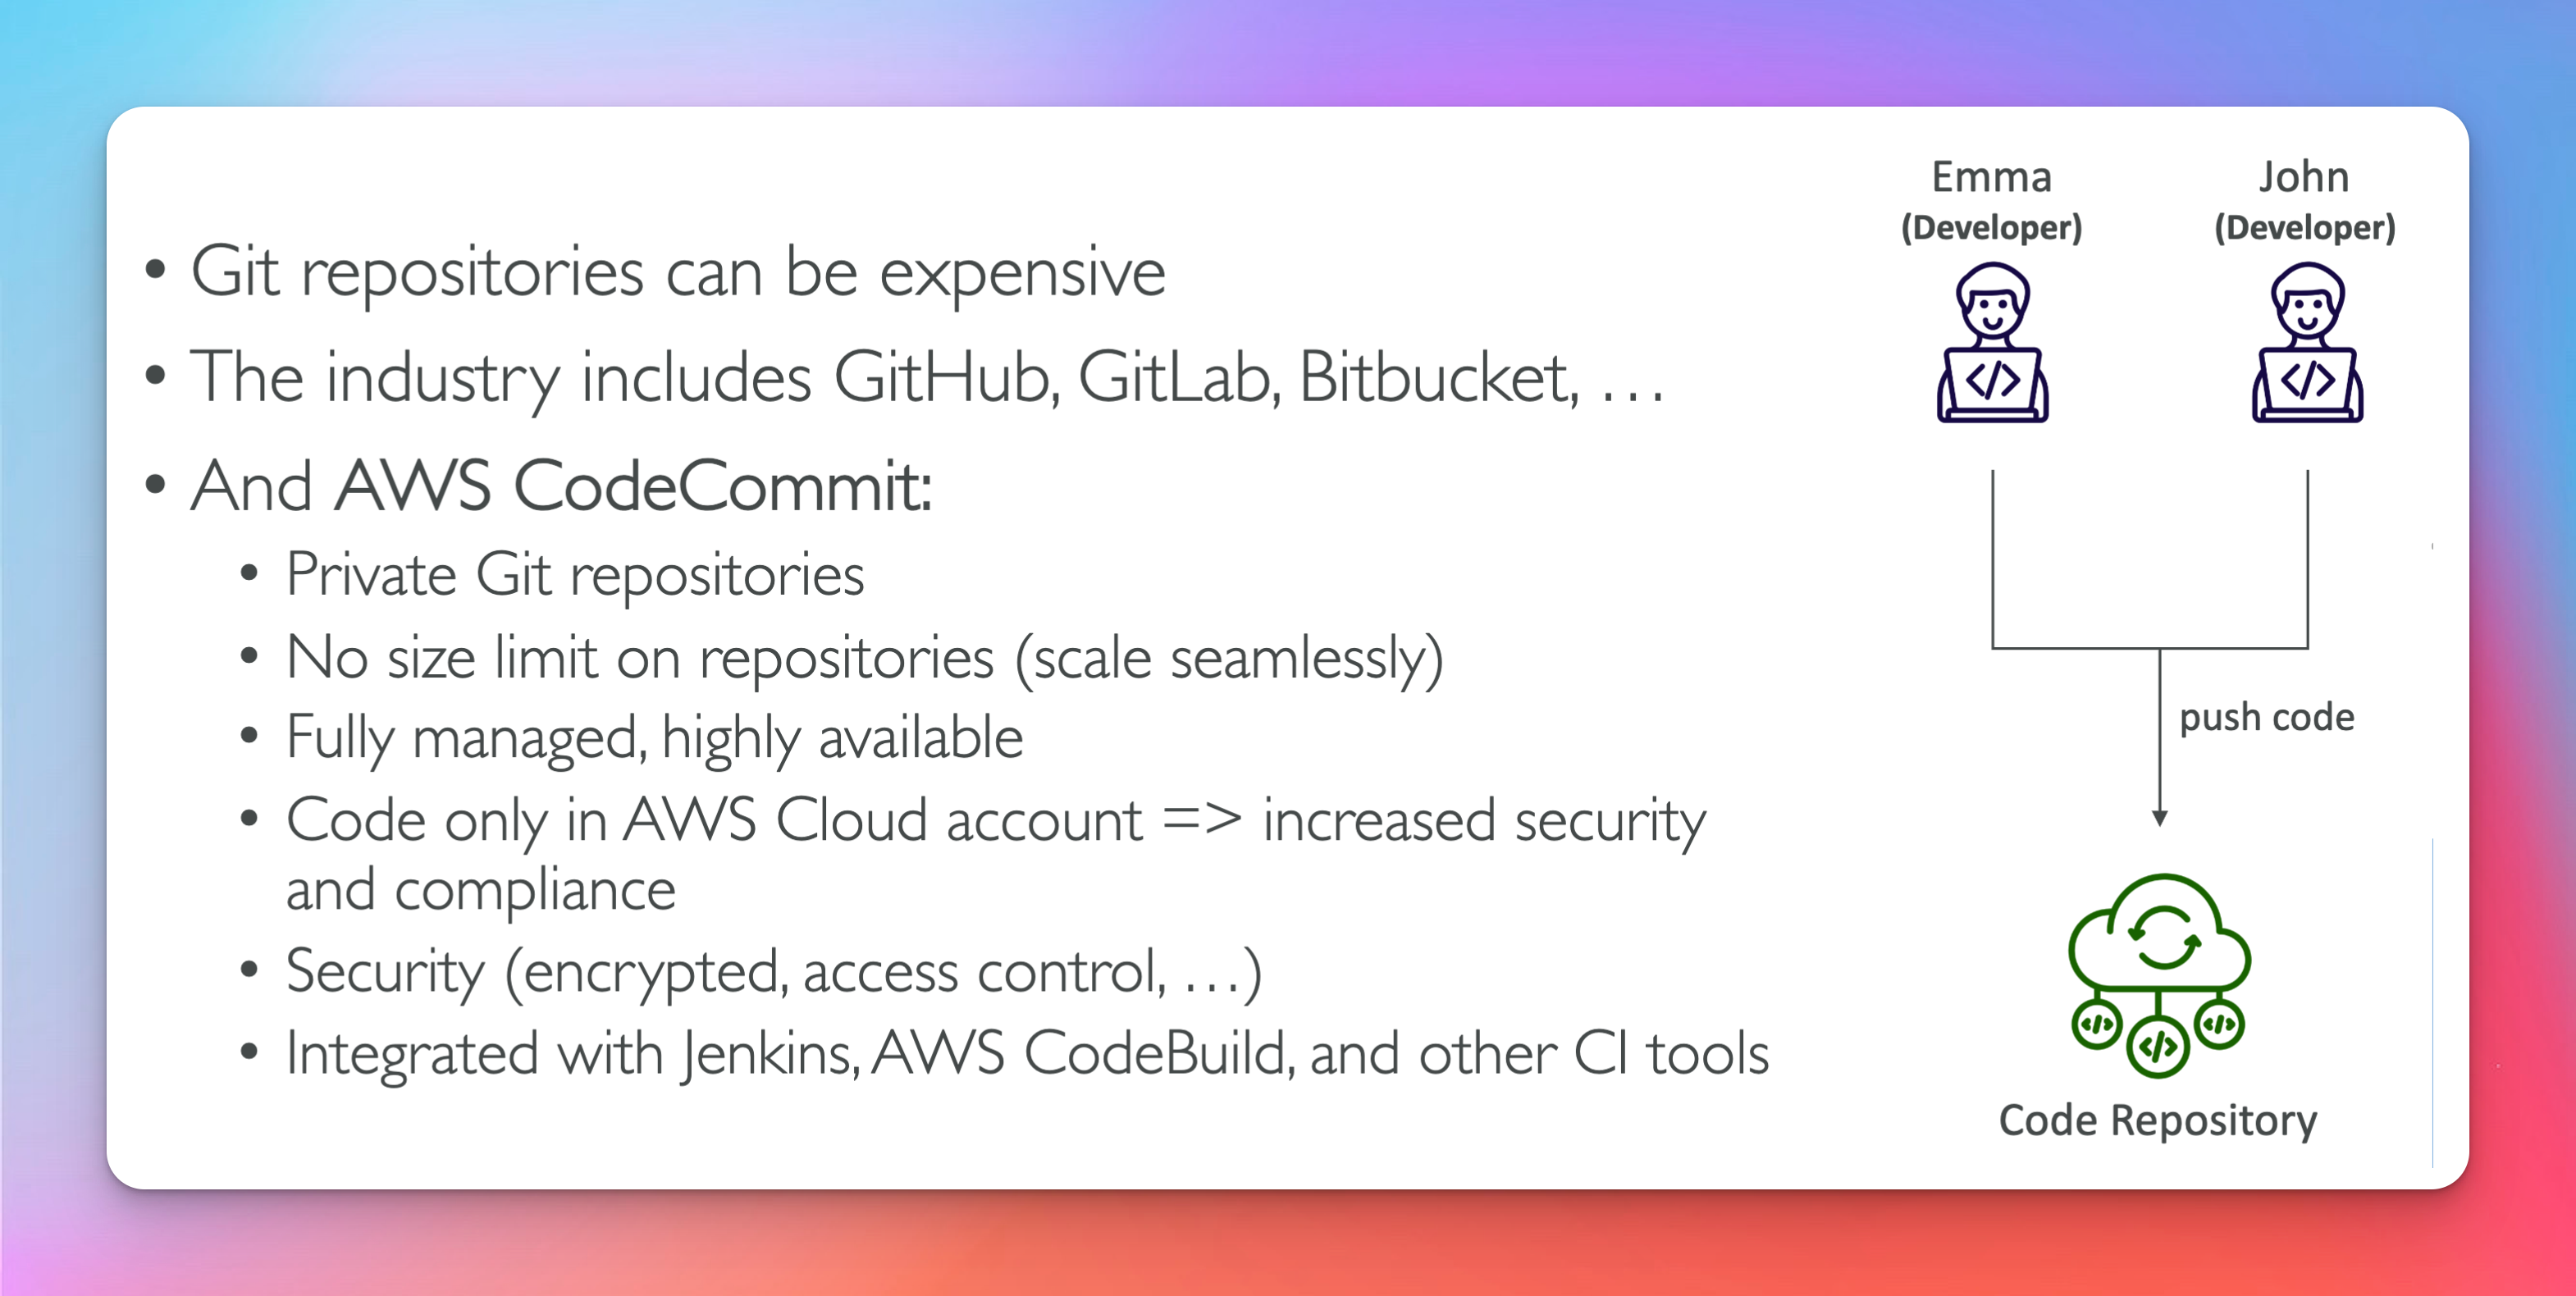 • Git repositories can be expensive
• The industry includes GitHub, GitLab, Bitbucket, …
• And AWS CodeCommit:
• Private Git repositories
• No size limit on repositories (scale seamlessly)
• Fully managed, highly available
• Code only in AWS Cloud account => increased security
and compliance
• Security (encrypted, access control, …)
• Integrated with Jenkins, AWS CodeBuild, and other CI tools
Emma
(Developer)
</>
John
(Developer)
</>
push code
</>
</>
</>
Code Repository